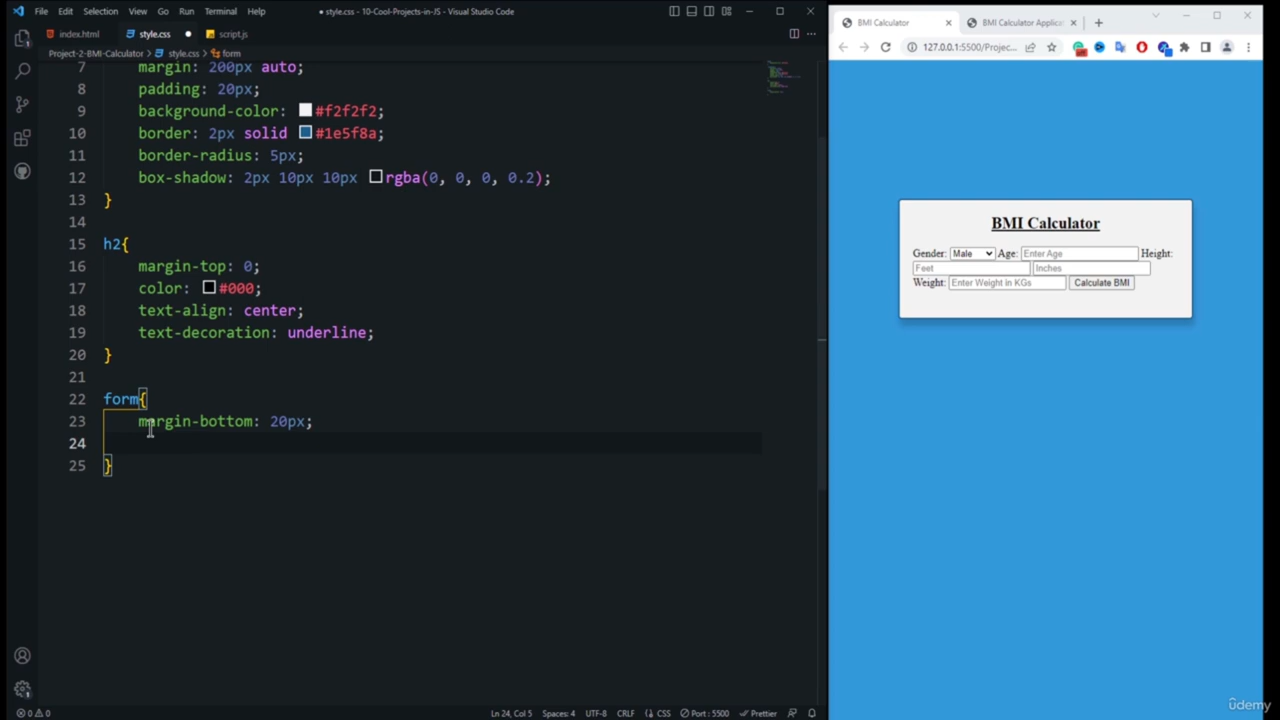 File Edit Selection View Go Run Terminal Help
● style.css - 10-Cool-Projects-in-JS - Visual Studio Code
index.html
style.css
script.js
Project-2-BMI-Calculator > style.css > form
7 margin: 200px auto;
8 padding: 20px;
9 background-color: #f2f2f2;
10 border: 2px solid #1e5f8a;
11 border-radius: 5px;
12 box-shadow: 2px 10px 10px rgba(0, 0, 0, 0.2);
13 }
14
15 h2{
16 margin-top: 0;
17 color: #000;
18 text-align: center;
19 text-decoration: underline;
20 }
21
22 form{
23 margin-bottom: 20px;
24
25 }
0 0
Ln 24, Col 5 Spaces: 4 UTF-8 CRLF {} CSS Port : 5500 Prettier
BMI Calculator
BMI Calculator Applica
127.0.0.1:5500/Projec...
BMI Calculator
Gender: Male Age: Enter Age Height:
Feet Inches
Weight: Enter Weight in KGs Calculate BMI
ûdemy